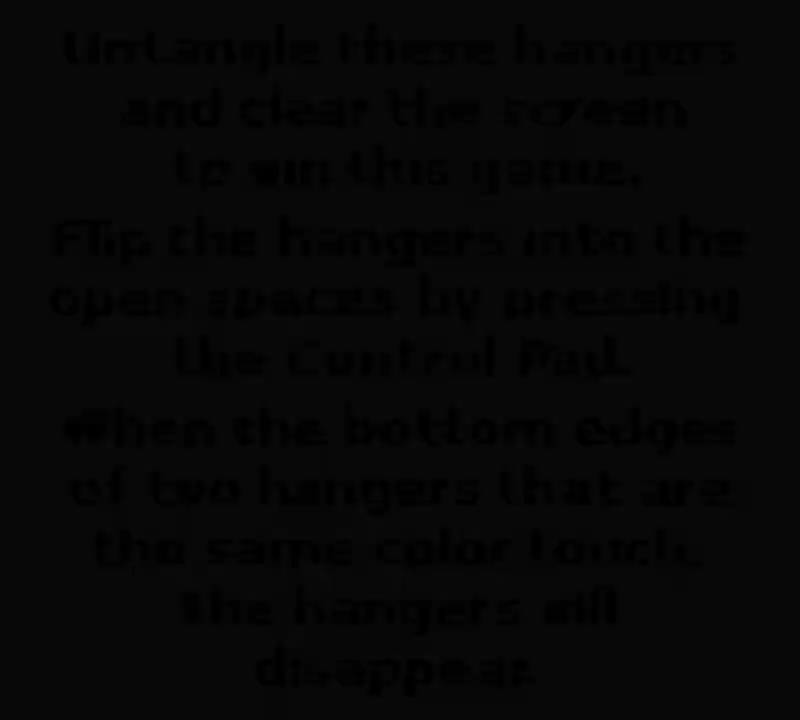 Untangle these hangers
and clear the screen
to win this game.
Flip the hangers into the
open spaces by pressing
the Control Pad.
When the bottom edges
of two hangers that are
the same color touch,
the hangers will
disappear.